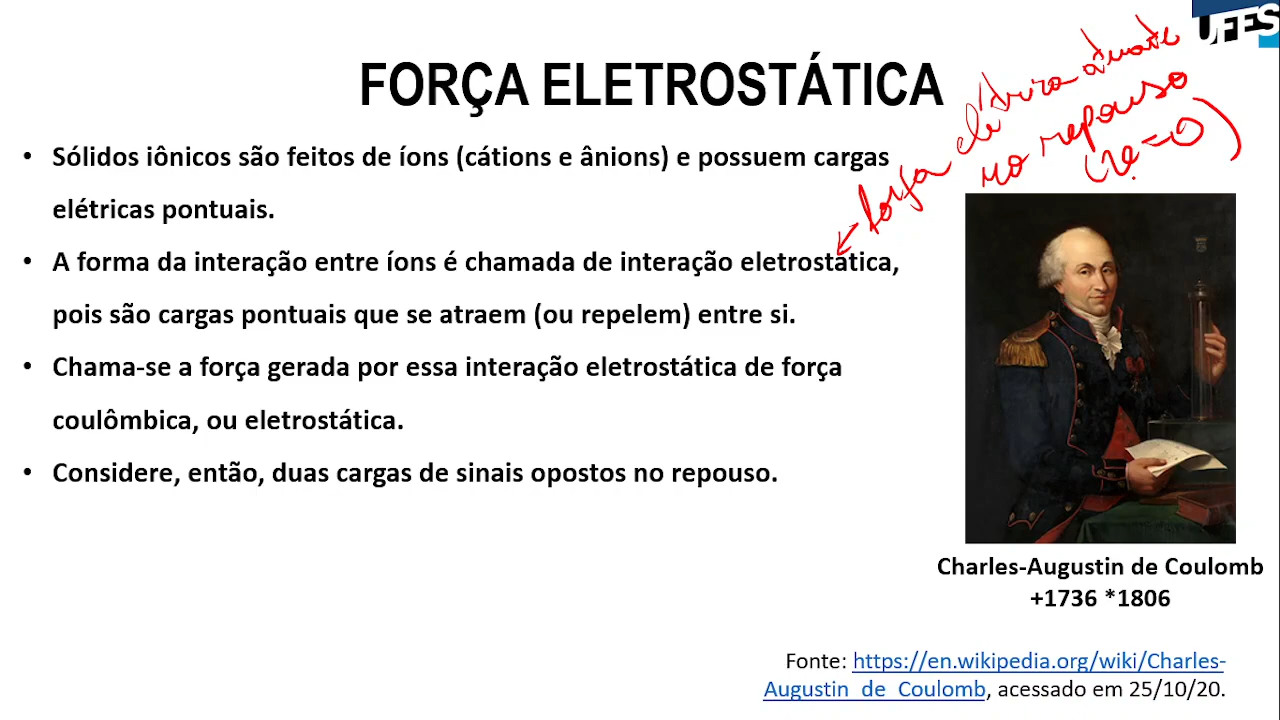 UFES
FORÇA ELETROSTÁTICA
força elétrica atuante
no repouso
(v = 0)
• Sólidos iônicos são feitos de íons (cátions e ânions) e possuem cargas
elétricas pontuais.
• A forma da interação entre íons é chamada de interação eletrostática,
pois são cargas pontuais que se atraem (ou repelem) entre si.
• Chama-se a força gerada por essa interação eletrostática de força
coulômbica, ou eletrostática.
• Considere, então, duas cargas de sinais opostos no repouso.
Charles-Augustin de Coulomb
+1736 *1806
Fonte: https://en.wikipedia.org/wiki/Charles-
Augustin_de_Coulomb, acessado em 25/10/20.